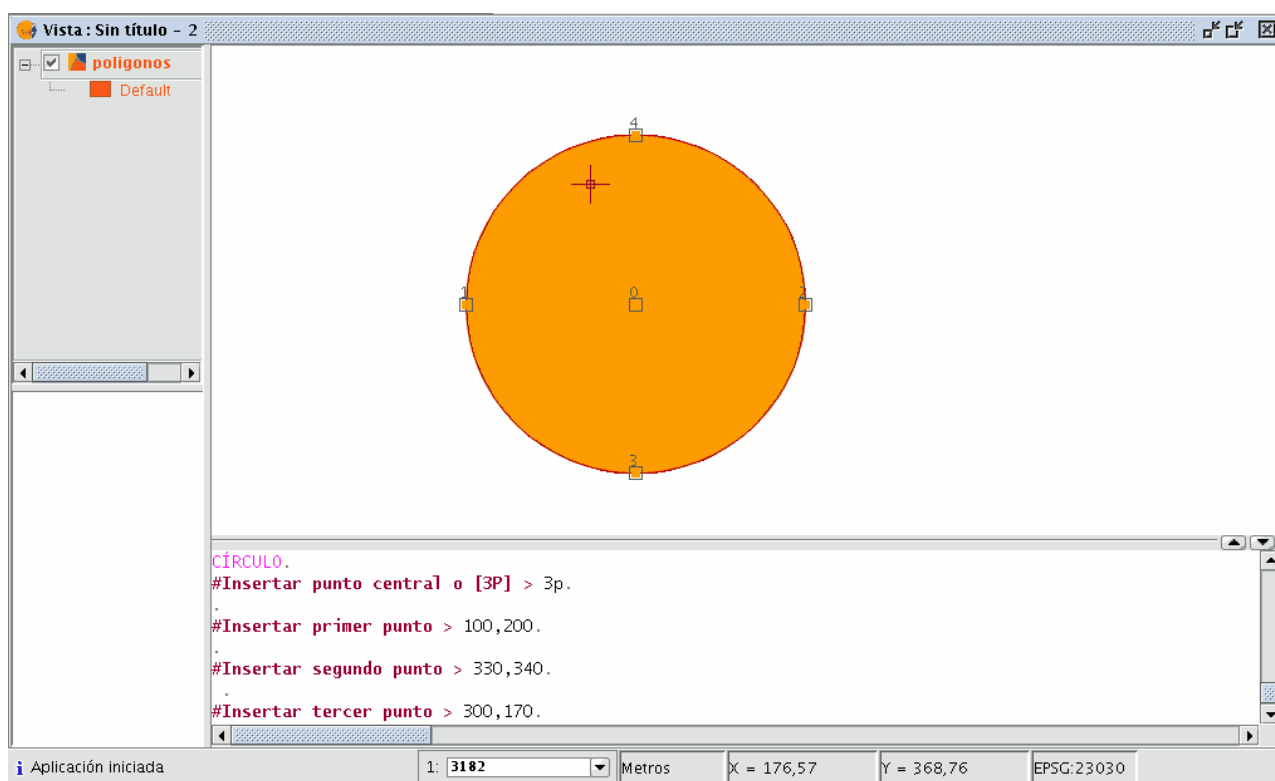 Vista : Sin título - 2
poligonos
Default
4
1
0
2
3
CÍRCULO.
#Insertar punto central o [3P] > 3p.
.
#Insertar primer punto > 100,200.
.
#Insertar segundo punto > 330,340.
.
#Insertar tercer punto > 300,170.
i Aplicación iniciada
1: 3182
Metros
X = 176,57
Y = 368,76
EPSG:23030